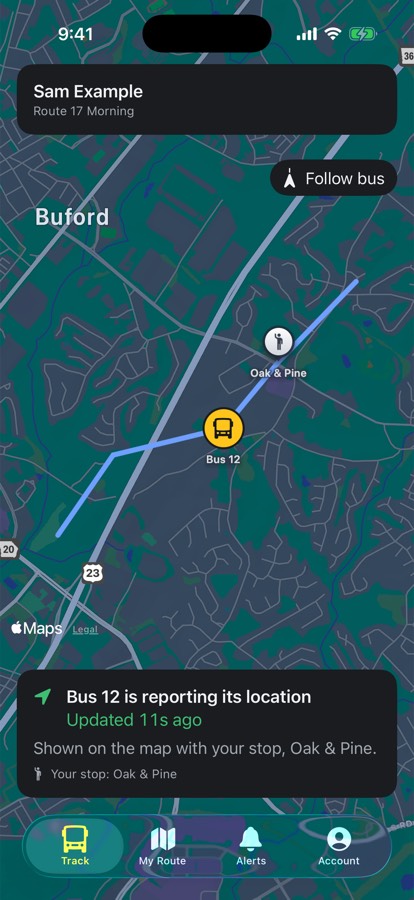 9:41
36
Sam Example
Route 17 Morning
Follow bus
Buford
Oak & Pine
Bus 12
20
23
Maps Legal
Bus 12 is reporting its location
Updated 11s ago
Shown on the map with your stop, Oak & Pine.
Your stop: Oak & Pine
Track
My Route
Alerts
Account